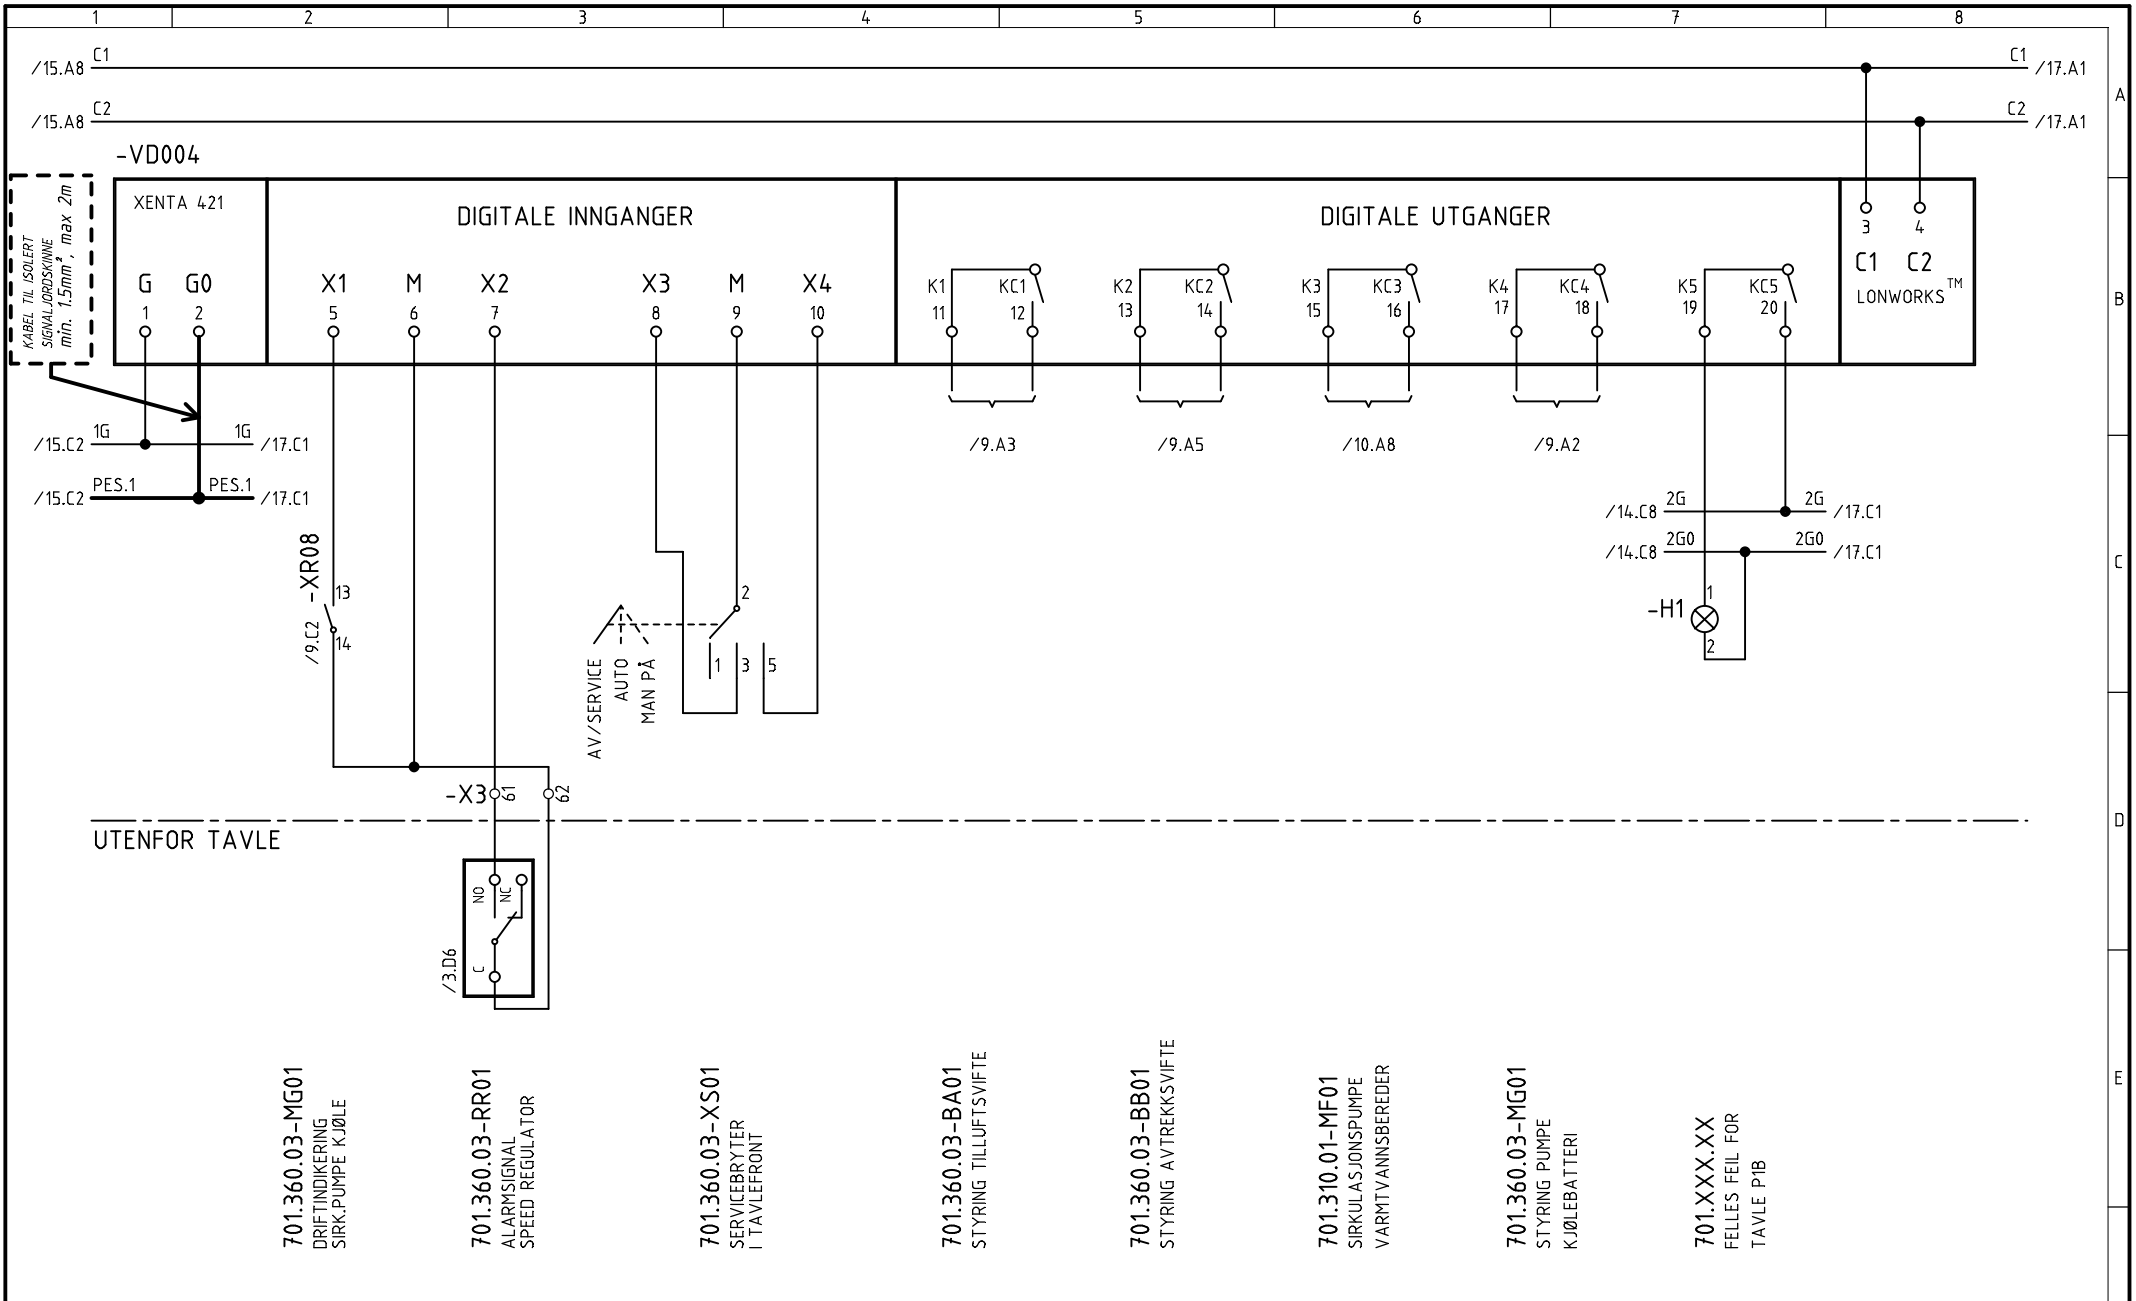 1 2 3 4 5 6 7 8
/15.A8 C1 C1 /17.A1
/15.A8 C2 C2 /17.A1
A
B
C
D
E
-VD004
KABEL TIL ISOLERT
SIGNALJORDSKINNE
min. 1.5mm², max 2m
XENTA 421
DIGITALE INNGANGER
DIGITALE UTGANGER
G G0 X1 M X2 X3 M X4
1 2 5 6 7 8 9 10
K1 KC1 K2 KC2 K3 KC3 K4 KC4 K5 KC5
11 12 13 14 15 16 17 18 19 20
3 4
C1 C2
LONWORKS™
/15.C2 1G 1G /17.C1
/15.C2 PES.1 PES.1 /17.C1
/9.A3 /9.A5 /10.A8 /9.A2
/14.C8 2G 2G /17.C1
/14.C8 2G0 2G0 /17.C1
-XR08
/9.C2
13
14
AV/SERVICE
AUTO
MAN PÅ
2
1 3 5
-H1
1
2
-X3 61 62
UTENFOR TAVLE
NO NC
C
/3.D6
701.360.03-MG01
DRIFTINDIKERING
SIRK.PUMPE KJØLE
701.360.03-RR01
ALARMSIGNAL
SPEED REGULATOR
701.360.03-XS01
SERVICEBRYTER
I TAVLEFRONT
701.360.03-BA01
STYRING TILLUFTSVIFTE
701.360.03-BB01
STYRING AVTREKKSVIFTE
701.310.01-MF01
SIRKULASJONSPUMPE
VARMTVANNSBEREDER
701.360.03-MG01
STYRING PUMPE
KJØLEBATTERI
701.XXX.XX
FELLES FEIL FOR
TAVLE P1B